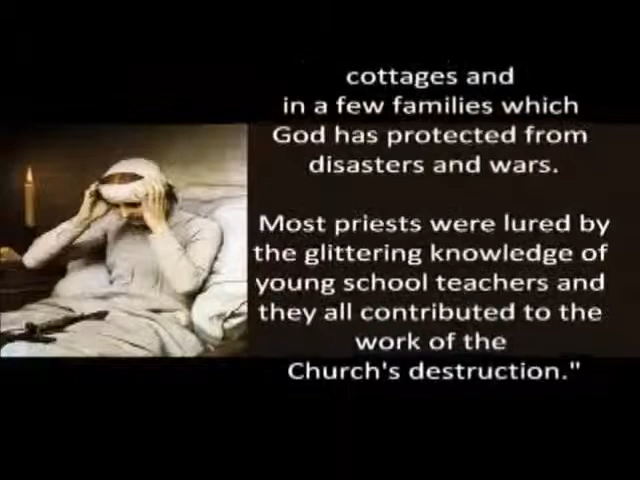 cottages and
in a few families which
God has protected from
disasters and wars.
Most priests were lured by
the glittering knowledge of
young school teachers and
they all contributed to the
work of the
Church's destruction."